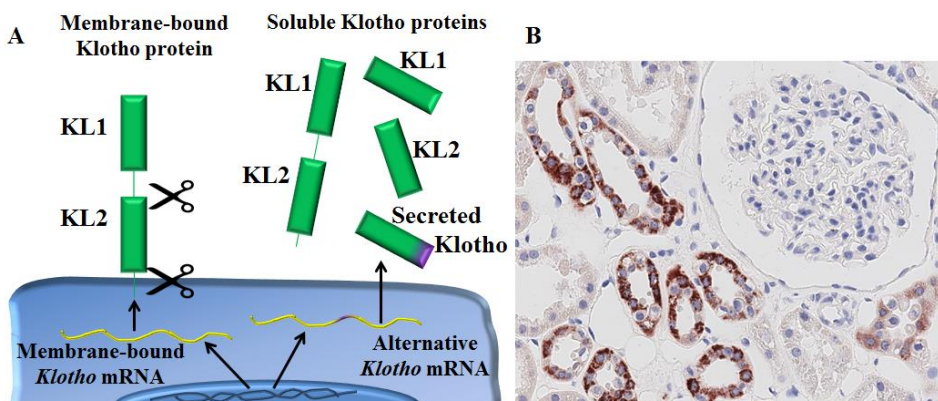 A
Membrane-bound
Klotho protein
KL1
KL2
Membrane-bound
Klotho mRNA
Soluble Klotho proteins
KL1
KL1
KL2
KL2
Secreted
Klotho
Alternative
Klotho mRNA
B